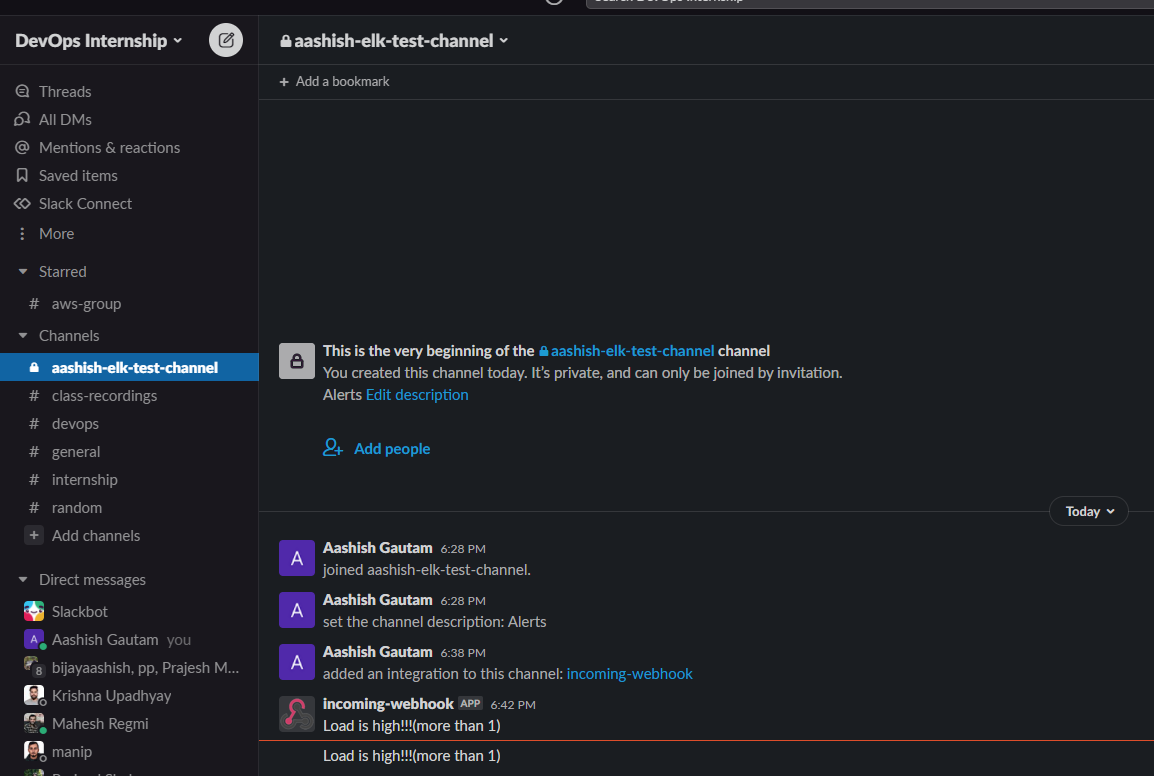 Search DevOps Internship
DevOps Internship
aashish-elk-test-channel
+ Add a bookmark
Threads
All DMs
Mentions & reactions
Saved items
Slack Connect
More
Starred
# aws-group
Channels
aashish-elk-test-channel
# class-recordings
# devops
# general
# internship
# random
+ Add channels
Direct messages
Slackbot
A Aashish Gautam you
8 bijayaashish, pp, Prajesh M...
Krishna Upadhyay
Mahesh Regmi
manip
This is the very beginning of the aashish-elk-test-channel channel
You created this channel today. It’s private, and can only be joined by invitation.
Alerts Edit description
Add people
Today
A Aashish Gautam 6:28 PM
joined aashish-elk-test-channel.
A Aashish Gautam 6:28 PM
set the channel description: Alerts
A Aashish Gautam 6:38 PM
added an integration to this channel: incoming-webhook
incoming-webhook APP 6:42 PM
Load is high!!!(more than 1)
Load is high!!!(more than 1)